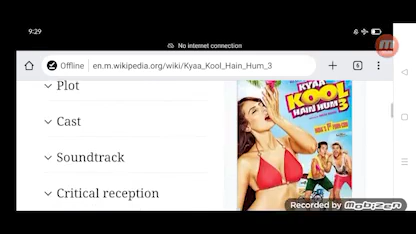 9:29
No internet connection
Offline en.m.wikipedia.org/wiki/Kyaa_Kool_Hain_Hum_3 6
Plot
Cast
Soundtrack
Critical reception
KYAA
KOOL
HAIN HUM 3
Recorded by mobizen